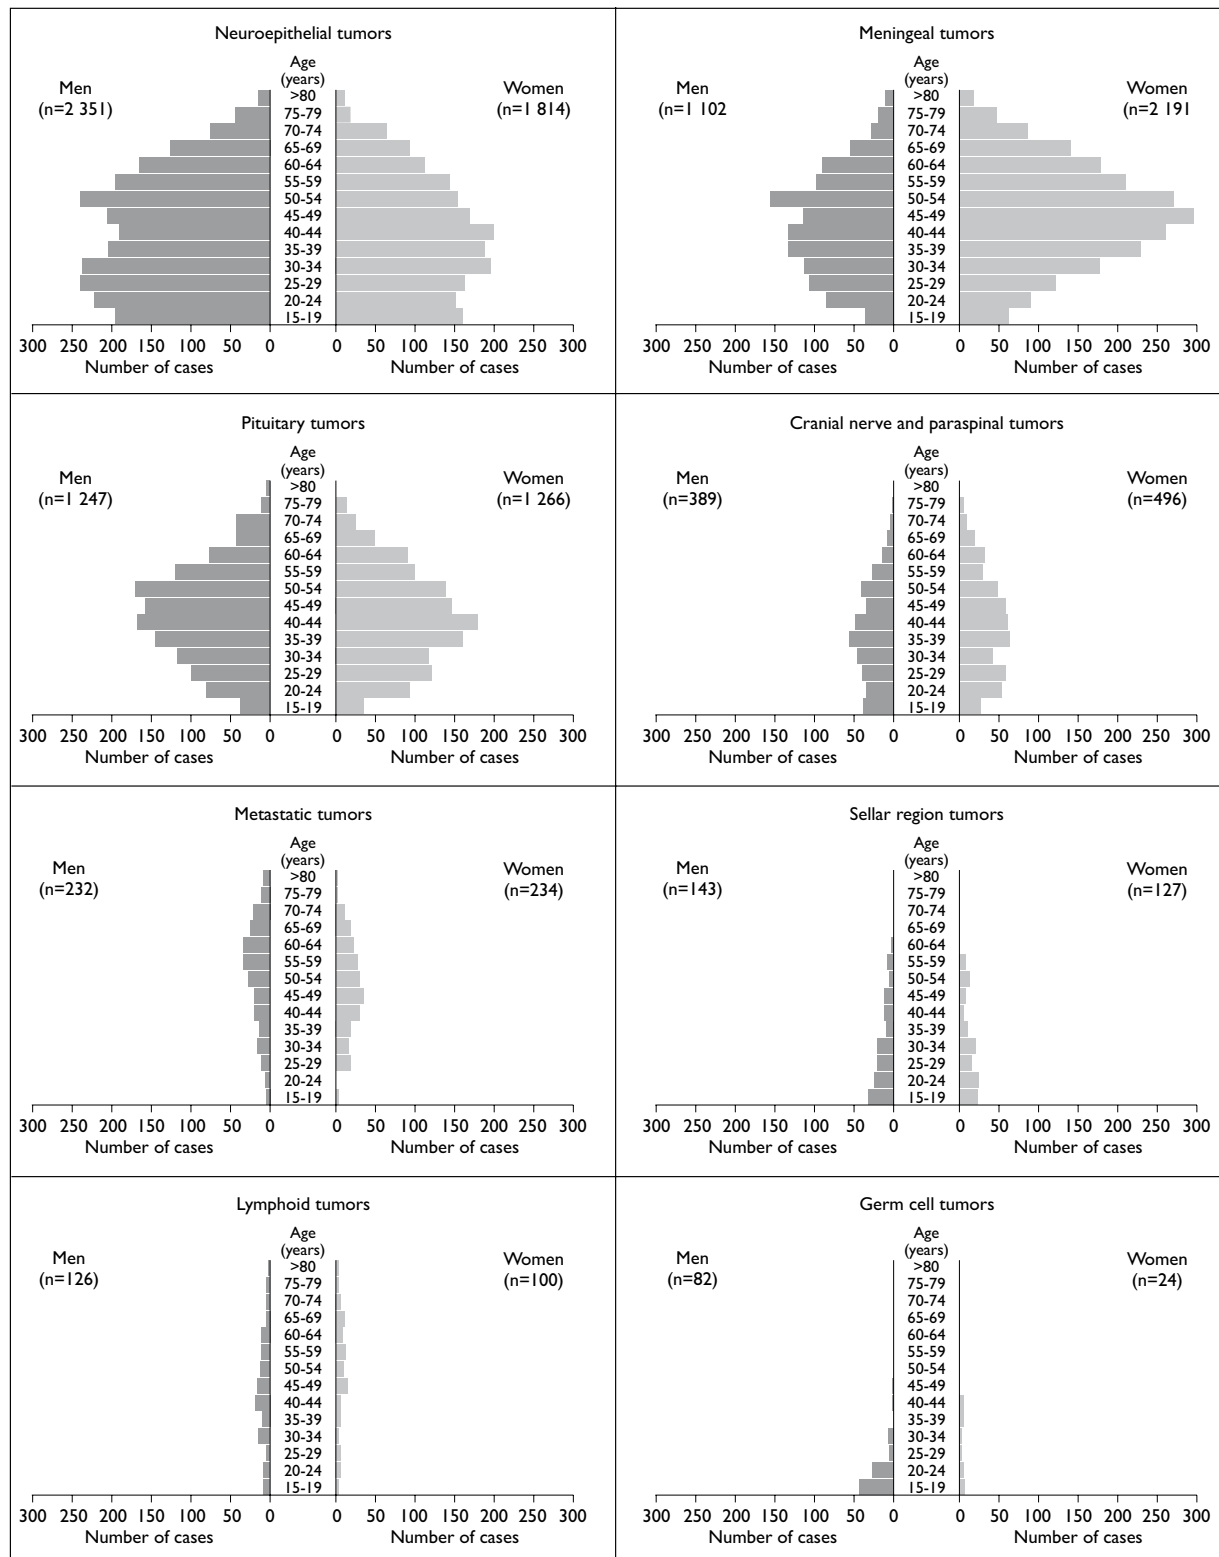 Neuroepithelial tumors
Men
(n=2 351)
Age
(years)
Women
(n=1 814)
>80
75-79
70-74
65-69
60-64
55-59
50-54
45-49
40-44
35-39
30-34
25-29
20-24
15-19
300 250 200 150 100 50 0 0 50 100 150 200 250 300
Number of cases Number of cases
Meningeal tumors
Men
(n=1 102
Age
(years)
Women
(n=2 191
>80
75-79
70-74
65-69
60-64
55-59
50-54
45-49
40-44
35-39
30-34
25-29
20-24
15-19
300 250 200 150 100 50 0 0 50 100 150 200 250 300
Number of cases Number of cases
Pituitary tumors
Men
(n=1 247)
Age
(years)
Women
(n=1 266)
>80
75-79
70-74
65-69
60-64
55-59
50-54
45-49
40-44
35-39
30-34
25-29
20-24
15-19
300 250 200 150 100 50 0 0 50 100 150 200 250 300
Number of cases Number of cases
Cranial nerve and paraspinal tumors
Men
(n=389)
Age
(years)
Women
(n=496)
>80
75-79
70-74
65-69
60-64
55-59
50-54
45-49
40-44
35-39
30-34
25-29
20-24
15-19
300 250 200 150 100 50 0 0 50 100 150 200 250 300
Number of cases Number of cases
Metastatic tumors
Men
(n=232)
Age
(years)
Women
(n=234)
>80
75-79
70-74
65-69
60-64
55-59
50-54
45-49
40-44
35-39
30-34
25-29
20-24
15-19
300 250 200 150 100 50 0 0 50 100 150 200 250 300
Number of cases Number of cases
Sellar region tumors
Men
(n=143)
Age
(years)
Women
(n=127)
>80
75-79
70-74
65-69
60-64
55-59
50-54
45-49
40-44
35-39
30-34
25-29
20-24
15-19
300 250 200 150 100 50 0 0 50 100 150 200 250 300
Number of cases Number of cases
Lymphoid tumors
Men
(n=126)
Age
(years)
Women
(n=100)
>80
75-79
70-74
65-69
60-64
55-59
50-54
45-49
40-44
35-39
30-34
25-29
20-24
15-19
300 250 200 150 100 50 0 0 50 100 150 200 250 300
Number of cases Number of cases
Germ cell tumors
Men
(n=82)
Age
(years)
Women
(n=24)
>80
75-79
70-74
65-69
60-64
55-59
50-54
45-49
40-44
35-39
30-34
25-29
20-24
15-19
300 250 200 150 100 50 0 0 50 100 150 200 250 300
Number of cases Number of cases